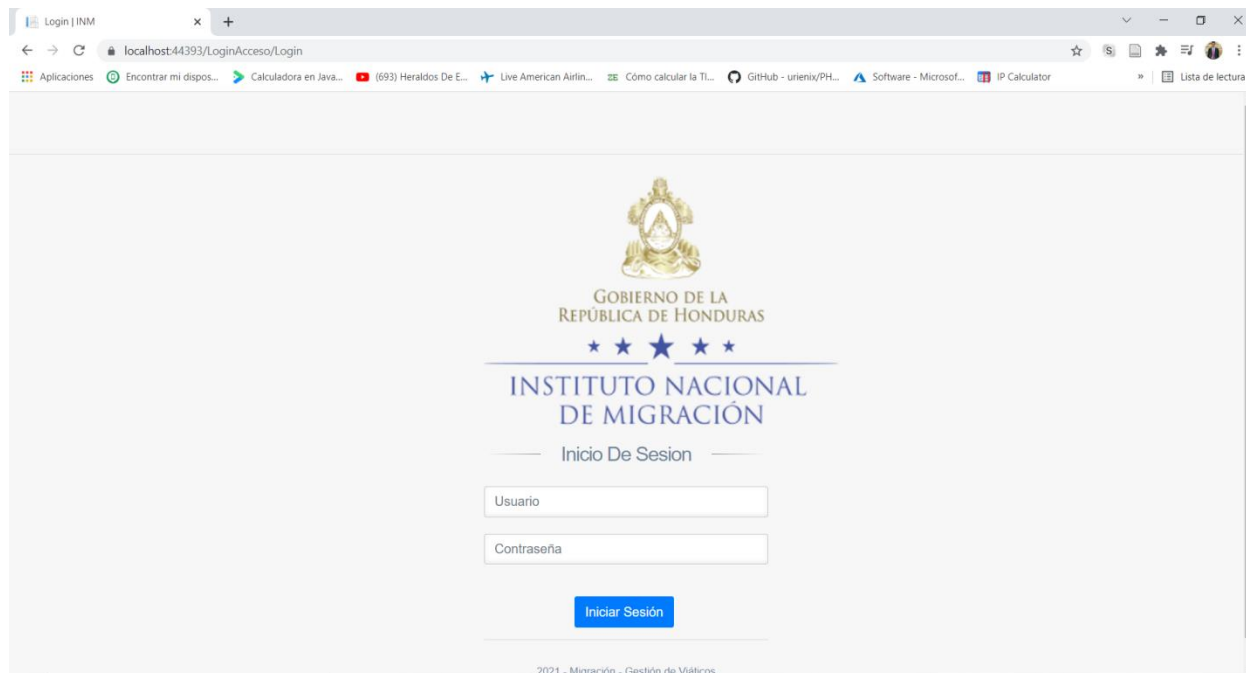 Login | INM
localhost:44393/LoginAcceso/Login
Aplicaciones Encontrar mi dispos... Calculadora en Java... (693) Heraldos De E... Live American Airlin... Cómo calcular la TI... GitHub - urienix/PH... Software - Microsof... IP Calculator » Lista de lectura
GOBIERNO DE LA
REPÚBLICA DE HONDURAS
INSTITUTO NACIONAL
DE MIGRACIÓN
Inicio De Sesion
Usuario
Contraseña
Iniciar Sesión
2021 - Migración - Gestión de Viáticos